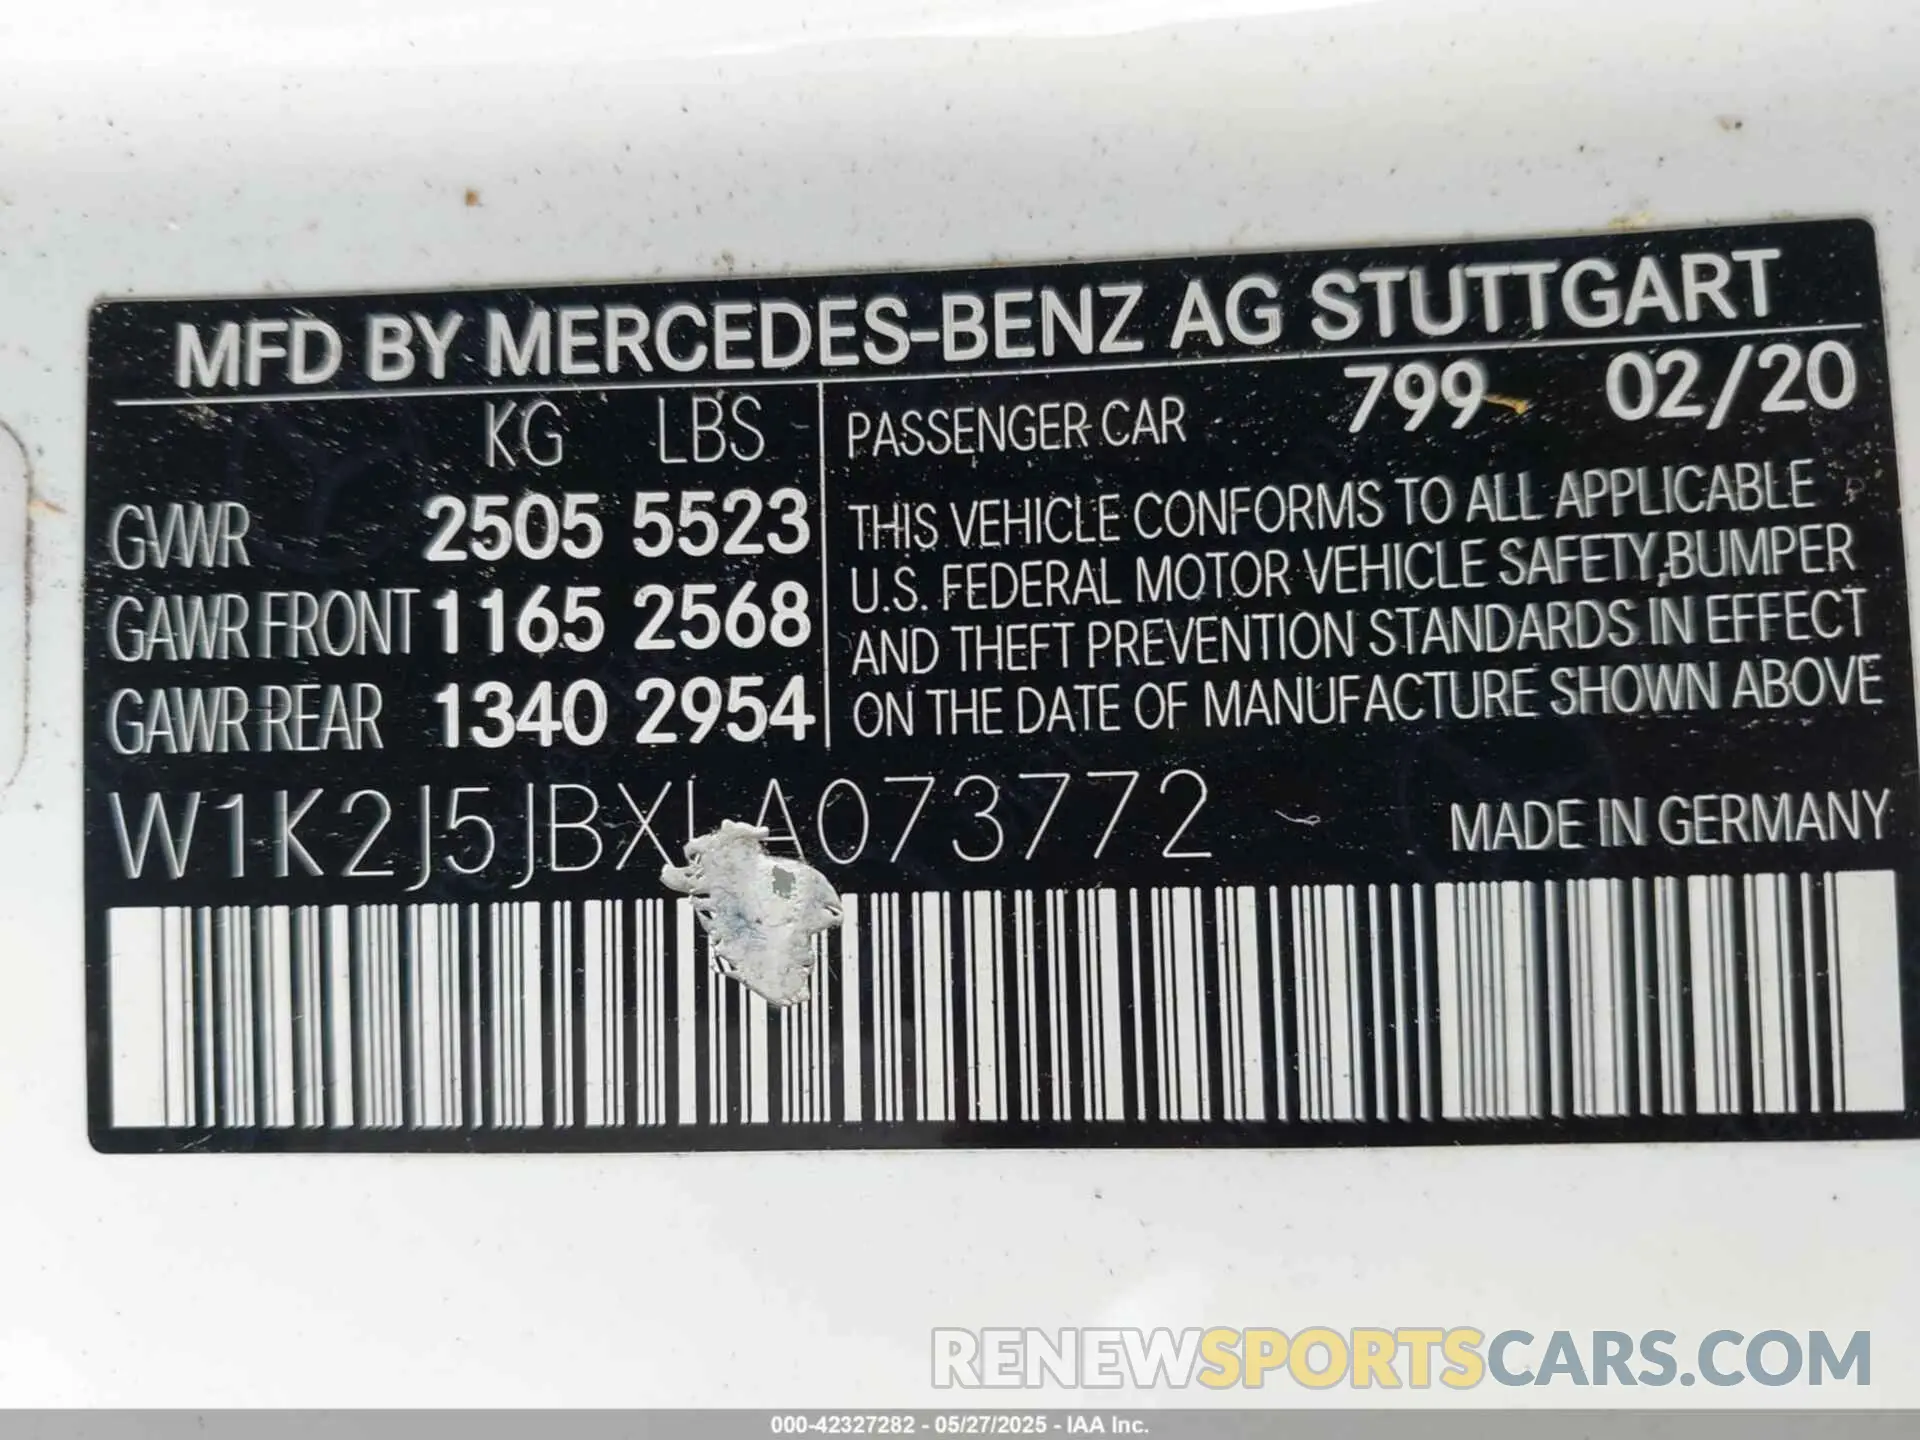 MFD BY MERCEDES-BENZ AG STUTTGART
KG LBS
GVWR 2505 5523
GAWR FRONT 1165 2568
GAWR REAR 1340 2954
PASSENGER CAR 799 02/20
THIS VEHICLE CONFORMS TO ALL APPLICABLE
U.S. FEDERAL MOTOR VEHICLE SAFETY,BUMPER
AND THEFT PREVENTION STANDARDS IN EFFECT
ON THE DATE OF MANUFACTURE SHOWN ABOVE
W1K2J5JBXLA073772
MADE IN GERMANY
RENEWSPORTSCARS.COM
000-42327282 - 05/27/2025 - IAA Inc.